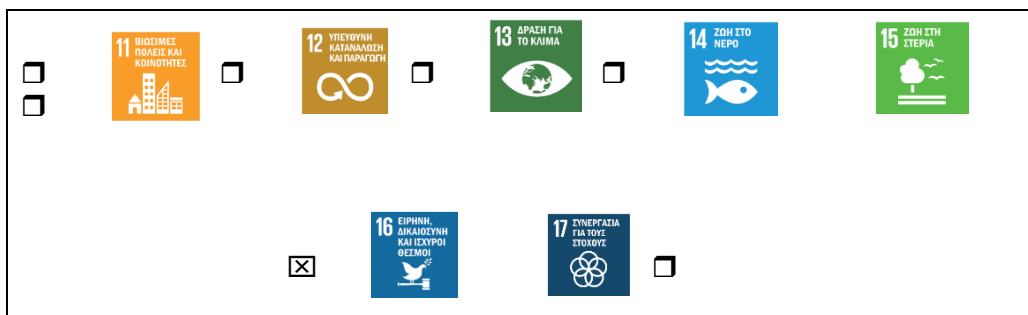 11 ΒΙΩΣΙΜΕΣ
ΠΟΛΕΙΣ ΚΑΙ
ΚΟΙΝΟΤΗΤΕΣ
12 ΥΠΕΥΘΥΝΗ
ΚΑΤΑΝΑΛΩΣΗ
ΚΑΙ ΠΑΡΑΓΩΓΗ
13 ΔΡΑΣΗ ΓΙΑ
ΤΟ ΚΛΙΜΑ
14 ΖΩΗ ΣΤΟ
ΝΕΡΟ
15 ΖΩΗ ΣΤΗ
ΣΤΕΡΙΑ
16 ΕΙΡΗΝΗ,
ΔΙΚΑΙΟΣΥΝΗ
ΚΑΙ ΙΣΧΥΡΟΙ
ΘΕΣΜΟΙ
17 ΣΥΝΕΡΓΑΣΙΑ
ΓΙΑ ΤΟΥΣ
ΣΤΟΧΟΥΣ